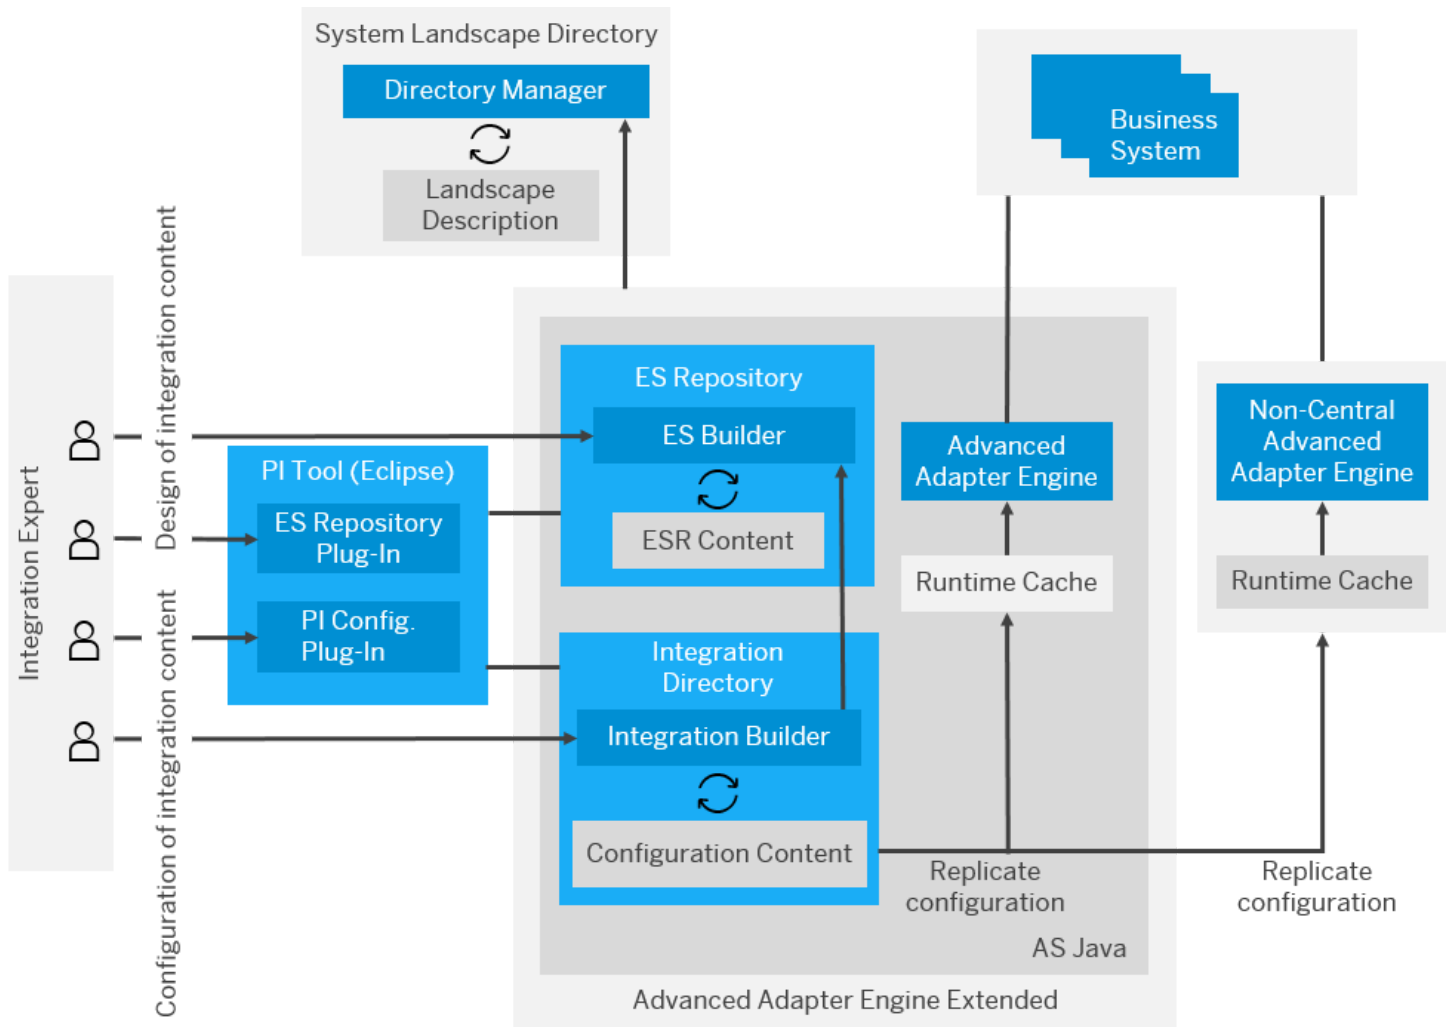 System Landscape Directory
Directory Manager
Landscape
Description
Business
System
Integration Expert
Design of integration content
Configuration of integration content
PI Tool (Eclipse)
ES Repository
Plug-In
PI Config.
Plug-In
ES Repository
ES Builder
ESR Content
Integration
Directory
Integration Builder
Configuration Content
Advanced
Adapter Engine
Runtime Cache
Non-Central
Advanced
Adapter Engine
Runtime Cache
Replicate
configuration
Replicate
configuration
AS Java
Advanced Adapter Engine Extended